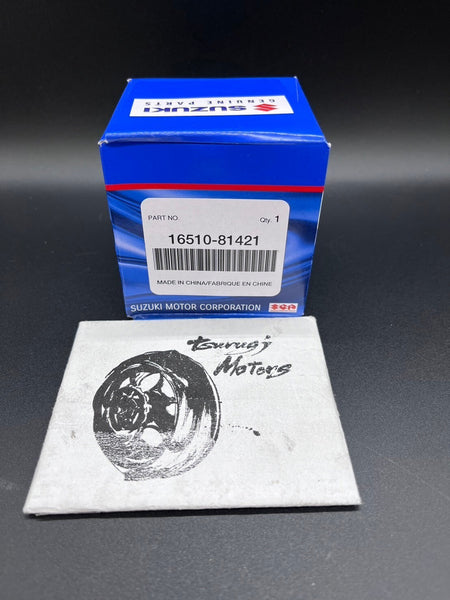 SUZUKI
GENUINE PARTS
PART NO.
Qty. 1
16510-81421
MADE IN CHINA/FABRIQUE EN CHINE
SUZUKI MOTOR CORPORATION
tsurugi
Motors